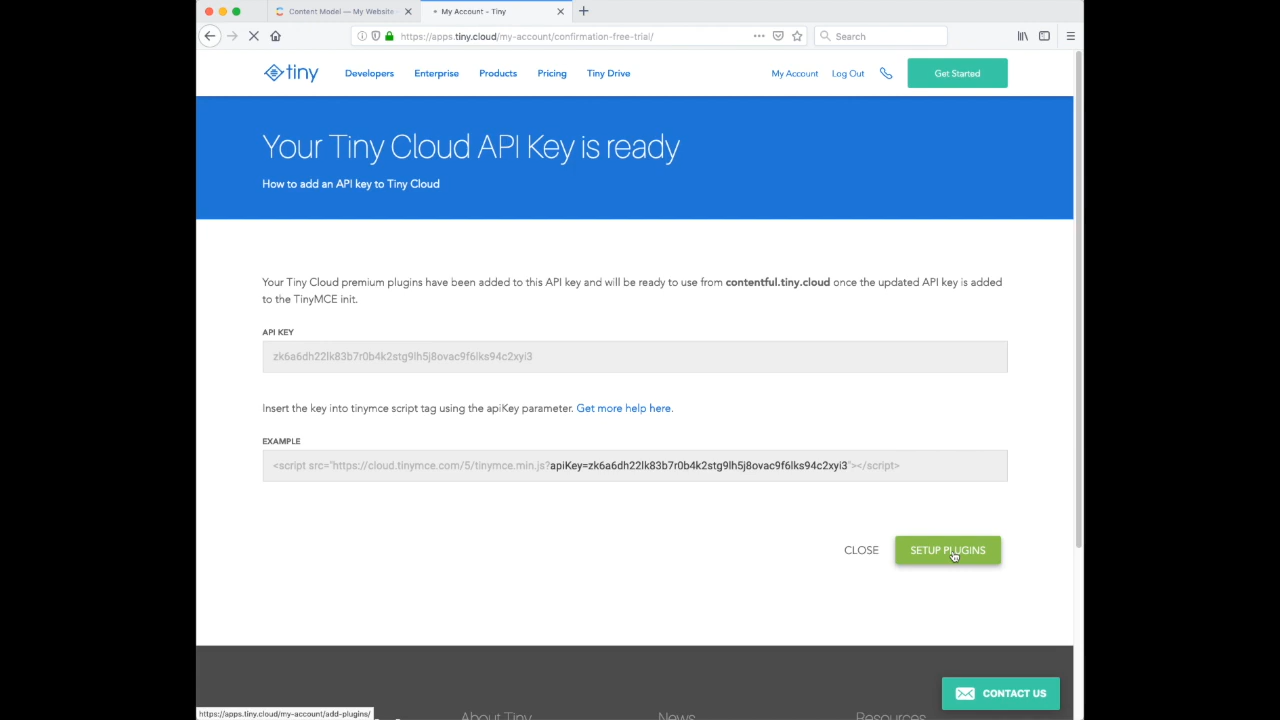 Content Model — My Website
My Account - Tiny
https://apps.tiny.cloud/my-account/confirmation-free-trial/
Search
tiny
Developers
Enterprise
Products
Pricing
Tiny Drive
My Account
Log Out
Get Started
Your Tiny Cloud API Key is ready
How to add an API key to Tiny Cloud
Your Tiny Cloud premium plugins have been added to this API key and will be ready to use from contentful.tiny.cloud once the updated API key is added
to the TinyMCE init.
API KEY
zk6a6dh22lk83b7r0b4k2stg9lh5j8ovac9f6lks94c2xyi3
Insert the key into tinymce script tag using the apiKey parameter. Get more help here.
EXAMPLE
<script src="https://cloud.tinymce.com/5/tinymce.min.js?apiKey=zk6a6dh22lk83b7r0b4k2stg9lh5j8ovac9f6lks94c2xyi3"></script>
CLOSE
SETUP PLUGINS
CONTACT US
https://apps.tiny.cloud/my-account/add-plugins/
About Tiny
News
Resources